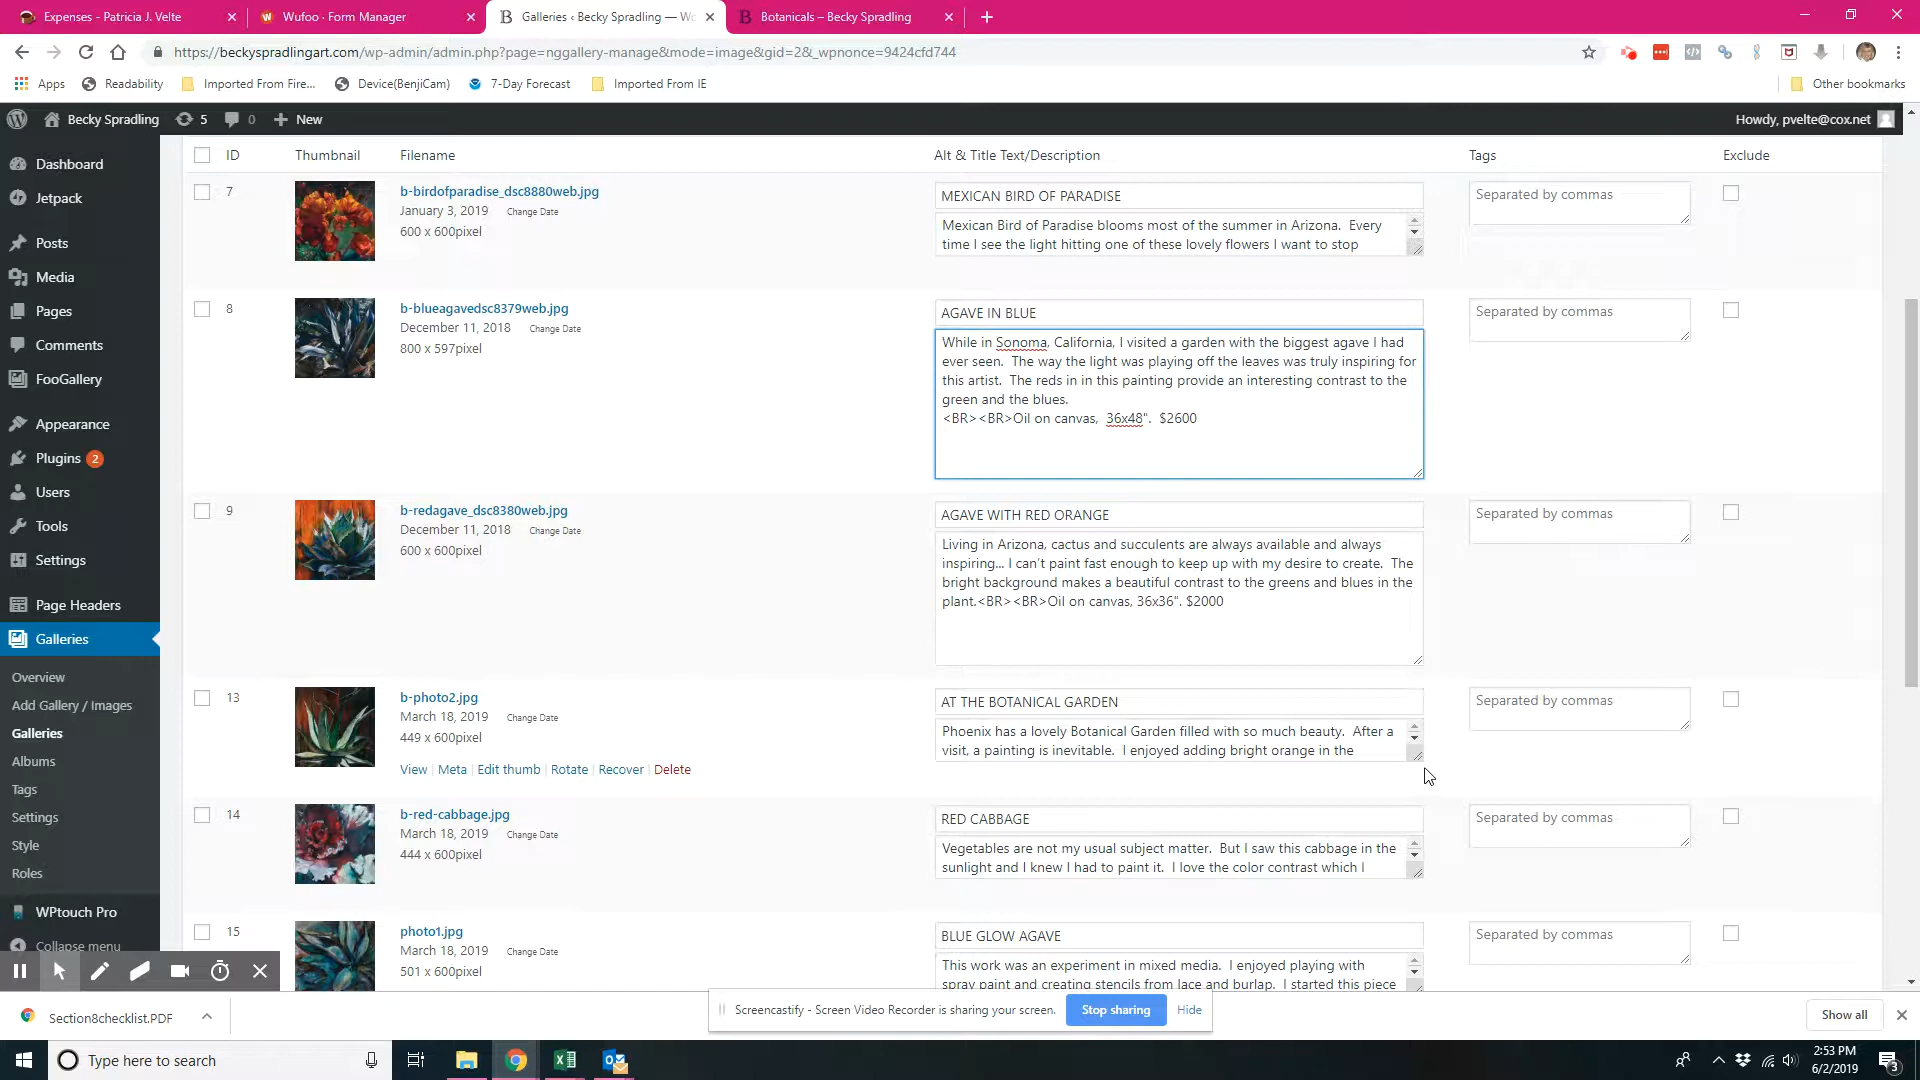 Expenses - Patricia J. Velte
Wufoo · Form Manager
Galleries ‹ Becky Spradling — Wo
Botanicals – Becky Spradling
https://beckyspradlingart.com/wp-admin/admin.php?page=nggallery-manage&mode=image&gid=2&_wpnonce=9424cfd744
Apps Readability Imported From Fire... Device(BenjiCam) 7-Day Forecast Imported From IE Other bookmarks
Becky Spradling 5 0 + New Howdy, pvelte@cox.net
Dashboard
Jetpack
Posts
Media
Pages
Comments
FooGallery
Appearance
Plugins 2
Users
Tools
Settings
Page Headers
Galleries
Overview
Add Gallery / Images
Galleries
Albums
Tags
Settings
Style
Roles
WPtouch Pro
Collapse menu
ID Thumbnail Filename Alt & Title Text/Description Tags Exclude
7
b-birdofparadise_dsc8880web.jpg
January 3, 2019 Change Date
600 x 600pixel
MEXICAN BIRD OF PARADISE
Mexican Bird of Paradise blooms most of the summer in Arizona.  Every
time I see the light hitting one of these lovely flowers I want to stop
Separated by commas
8
b-blueagavedsc8379web.jpg
December 11, 2018 Change Date
800 x 597pixel
AGAVE IN BLUE
While in Sonoma, California, I visited a garden with the biggest agave I had
ever seen.  The way the light was playing off the leaves was truly inspiring for
this artist.  The reds in in this painting provide an interesting contrast to the
green and the blues.
<BR><BR>Oil on canvas,  36x48".  $2600
Separated by commas
9
b-redagave_dsc8380web.jpg
December 11, 2018 Change Date
600 x 600pixel
AGAVE WITH RED ORANGE
Living in Arizona, cactus and succulents are always available and always
inspiring... I can't paint fast enough to keep up with my desire to create.  The
bright background makes a beautiful contrast to the greens and blues in the
plant.<BR><BR>Oil on canvas, 36x36". $2000
Separated by commas
13
b-photo2.jpg
March 18, 2019 Change Date
449 x 600pixel
View | Meta | Edit thumb | Rotate | Recover | Delete
AT THE BOTANICAL GARDEN
Phoenix has a lovely Botanical Garden filled with so much beauty.  After a
visit, a painting is inevitable.  I enjoyed adding bright orange in the
Separated by commas
14
b-red-cabbage.jpg
March 18, 2019 Change Date
444 x 600pixel
RED CABBAGE
Vegetables are not my usual subject matter.  But I saw this cabbage in the
sunlight and I knew I had to paint it.  I love the color contrast which I
Separated by commas
15
photo1.jpg
March 18, 2019 Change Date
501 x 600pixel
BLUE GLOW AGAVE
This work was an experiment in mixed media.  I enjoyed playing with
spray paint and creating stencils from lace and burlap.  I started this piece
Separated by commas
Screencastify - Screen Video Recorder is sharing your screen. Stop sharing Hide
Section8checklist.PDF
Show all
Type here to search
2:53 PM
6/2/2019
3